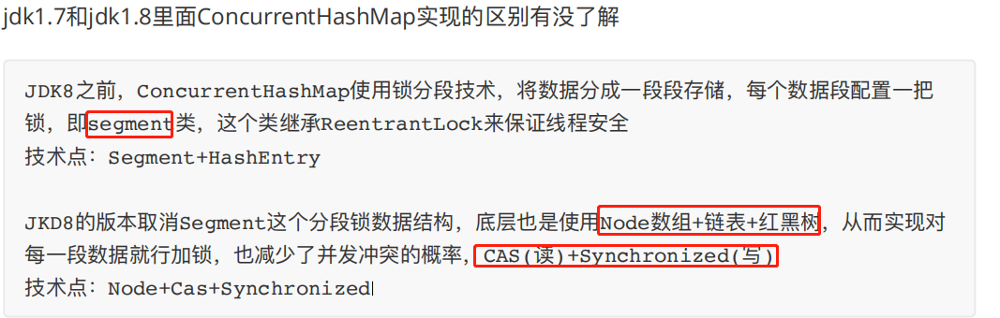 jdk1.7和jdk1.8里面ConcurrentHashMap实现的区别有没了解
JDK8之前，ConcurrentHashMap使用锁分段技术，将数据分成一段段存储，每个数据段配置一把
锁，即segment类，这个类继承ReentrantLock来保证线程安全
技术点：Segment+HashEntry
JKD8的版本取消Segment这个分段锁数据结构，底层也是使用Node数组+链表+红黑树，从而实现对
每一段数据就行加锁，也减少了并发冲突的概率，CAS(读)+Synchronized(写)
技术点：Node+Cas+Synchronized